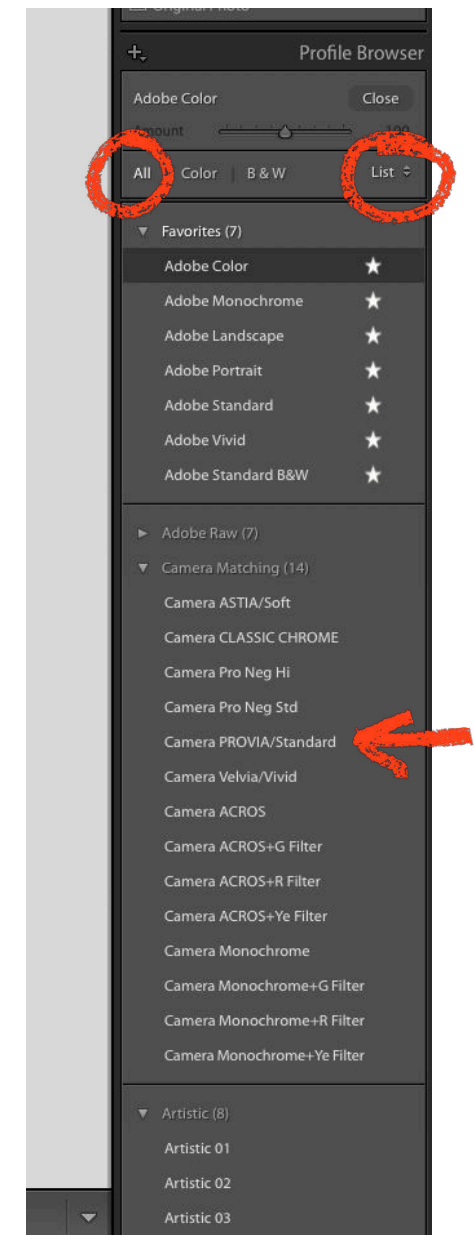 Original Photo
Profile Browser
Adobe Color Close
Amount 100
All Color | B & W List
Favorites (7)
Adobe Color
Adobe Monochrome
Adobe Landscape
Adobe Portrait
Adobe Standard
Adobe Vivid
Adobe Standard B&W
Adobe Raw (7)
Camera Matching (14)
Camera ASTIA/Soft
Camera CLASSIC CHROME
Camera Pro Neg Hi
Camera Pro Neg Std
Camera PROVIA/Standard
Camera Velvia/Vivid
Camera ACROS
Camera ACROS+G Filter
Camera ACROS+R Filter
Camera ACROS+Ye Filter
Camera Monochrome
Camera Monochrome+G Filter
Camera Monochrome+R Filter
Camera Monochrome+Ye Filter
Artistic (8)
Artistic 01
Artistic 02
Artistic 03